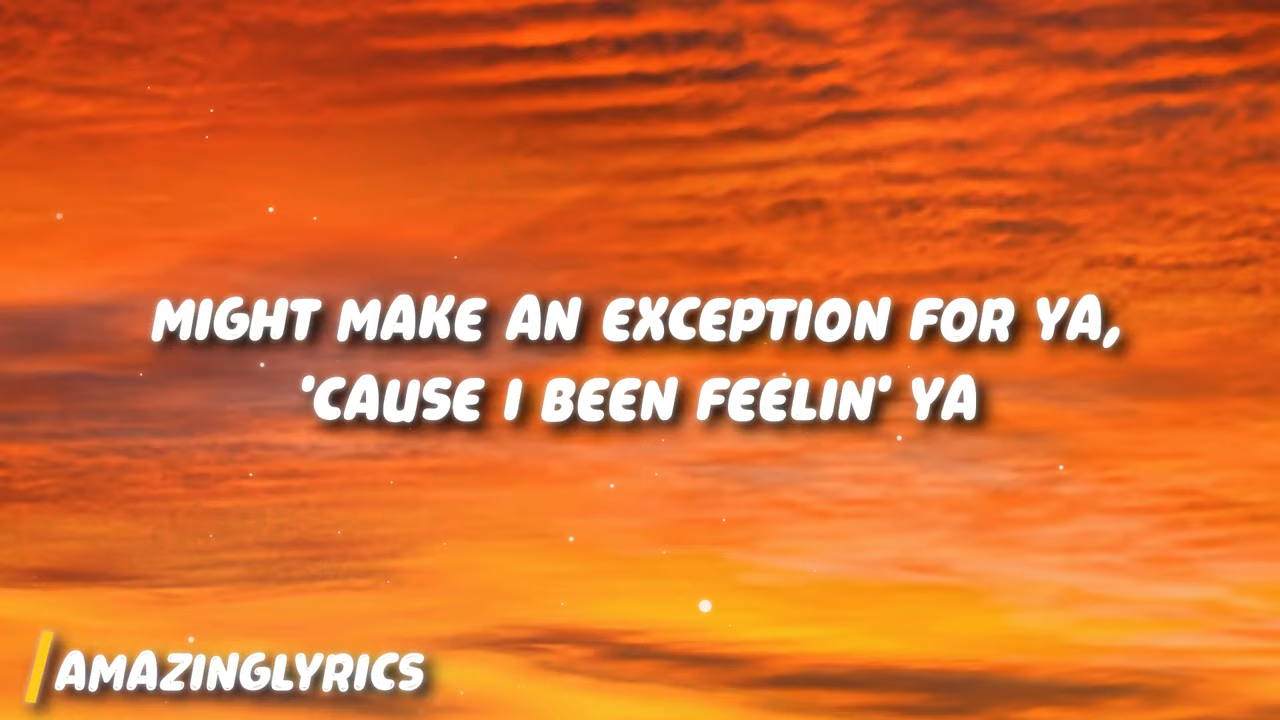 MIGHT MAKE AN EXCEPTION FOR YA,
'CAUSE I BEEN FEELIN' YA
AMAZINGLYRICS